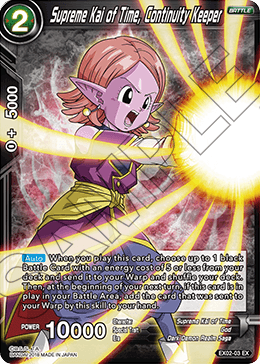 2
Supreme Kai of Time, Continuity Keeper
BATTLE
0 + 5000
Auto When you play this card, choose up to 1 black
Battle Card with an energy cost of 5 or less from
your deck and send it to your Warp and shuffle your deck.
Then, at the beginning of your next turn, if this card is in
play in your Battle Area, add the card that was sent to
your Warp by this skill to your hand.
POWER 10000
Character Supreme Kai of Time
Special Trait God
Era Dark Demon Realm Saga
BANDAI 2018 MADE IN JAPAN
EX02-03 EX